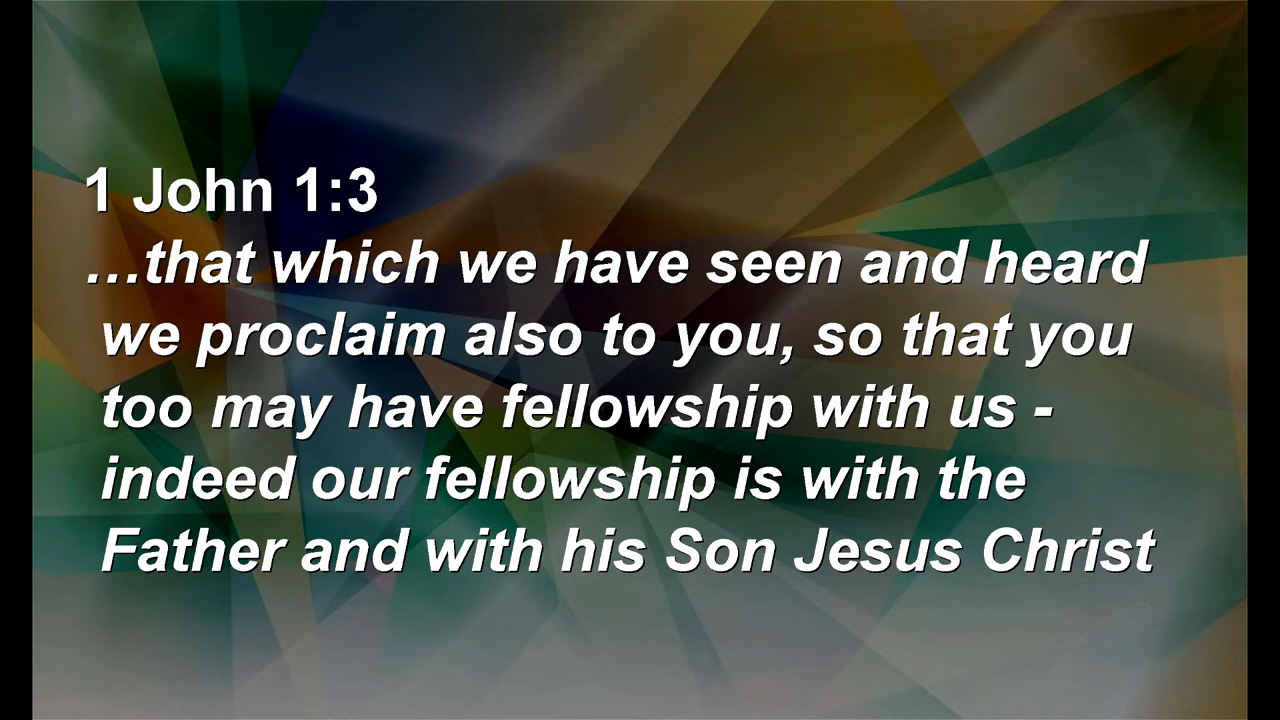 1 John 1:3
…that which we have seen and heard
we proclaim also to you, so that you
too may have fellowship with us -
indeed our fellowship is with the
Father and with his Son Jesus Christ